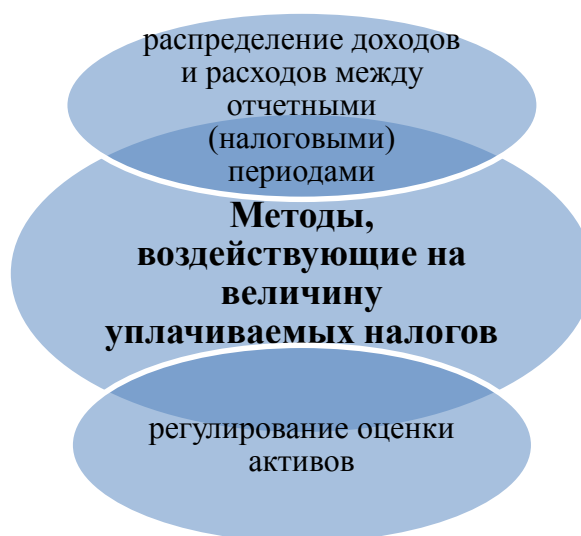 распределение доходов
и расходов между
отчетными
(налоговыми)
периодами
Методы,
воздействующие на
величину
уплачиваемых налогов
регулирование оценки
активов